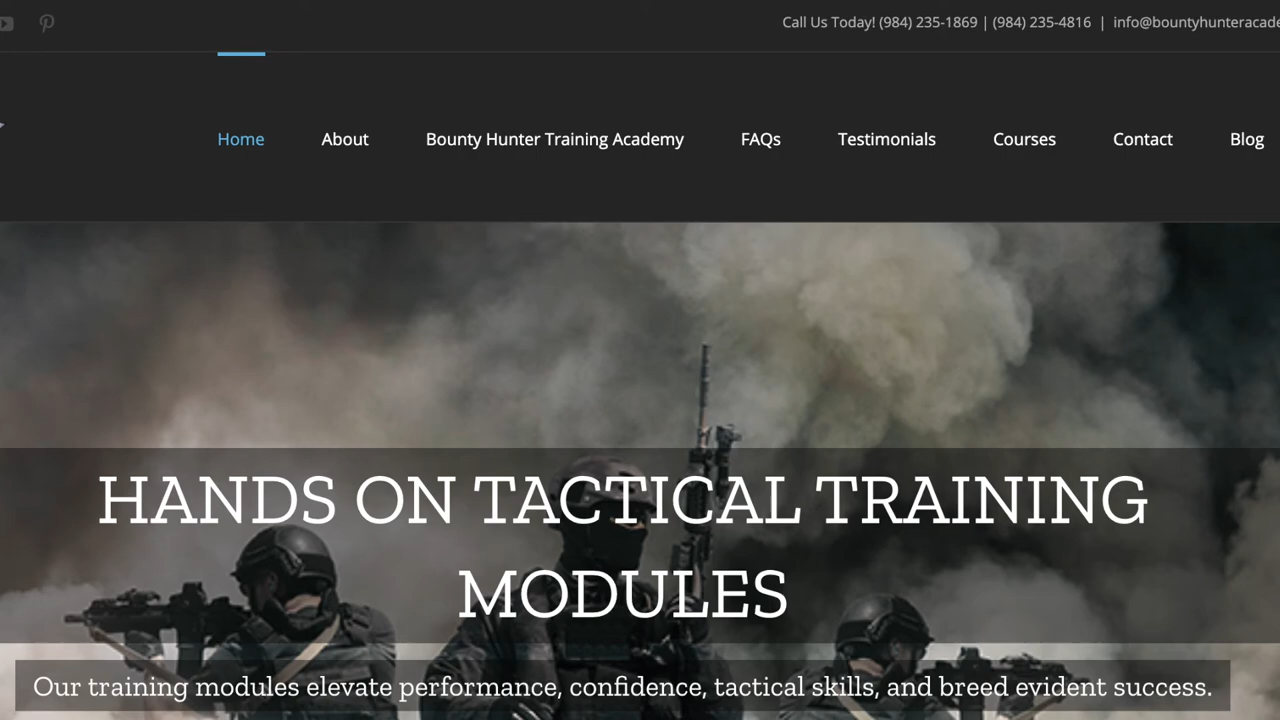 Call Us Today! (984) 235-1869 | (984) 235-4816 | info@bountyhunteracade
Home About Bounty Hunter Training Academy FAQs Testimonials Courses Contact Blog
HANDS ON TACTICAL TRAINING
MODULES
Our training modules elevate performance, confidence, tactical skills, and breed evident success.